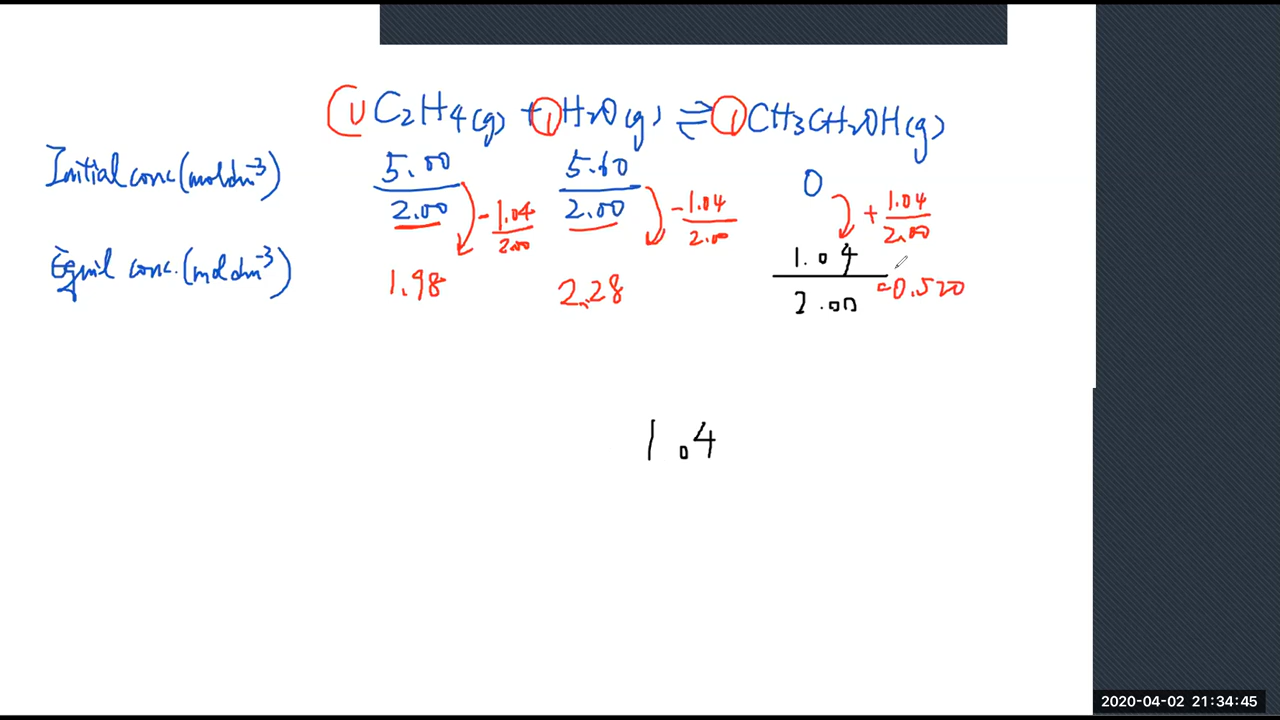 1 C2H4(g) + 1 H2O(g) ⇌ 1 CH3CH2OH(g)
Initial conc (mol dm-3) 5.00/2.00 5.60/2.00 0
-1.04/2.00 -1.04/2.00 +1.04/2.00
Equil conc. (mol dm-3) 1.98 2.28 1.04/2.00 =0.520
1.4
2020-04-02 21:34:45